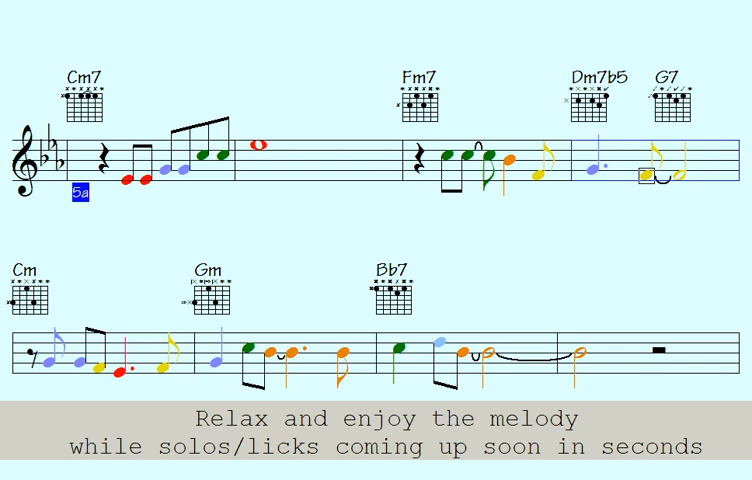 Cm7 Fm7 Dm7b5 G7
5a
Cm Gm Bb7
Relax and enjoy the melody
while solos/licks coming up soon in seconds